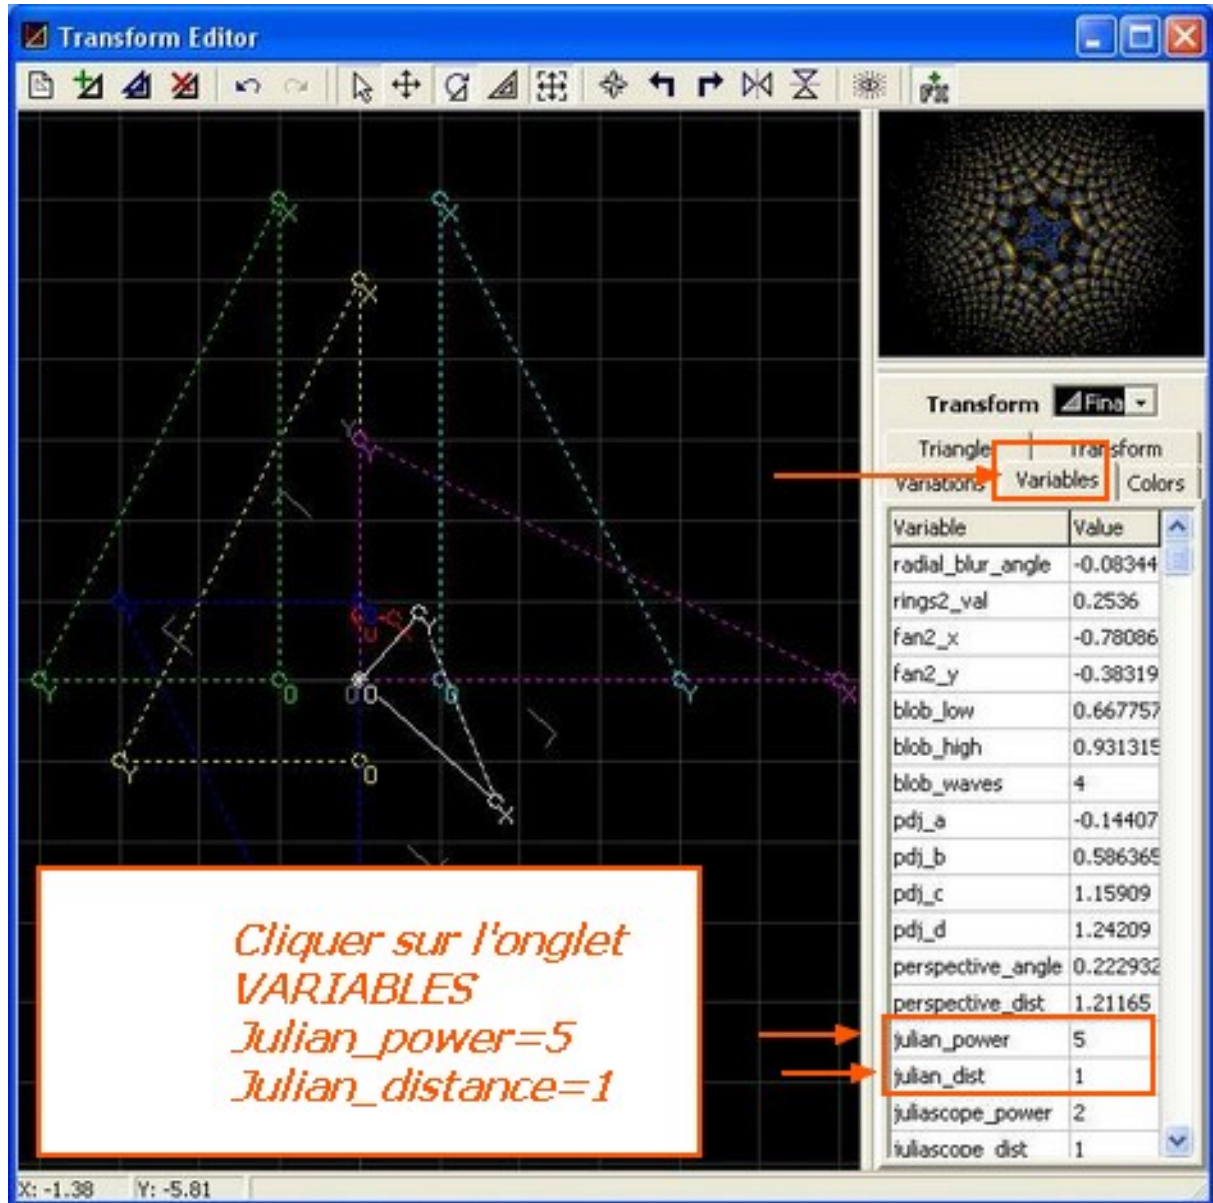 Transform Editor
FX
X
X
X
Y
Y
U
X
Y
Y
O
O
O
Y
X
Y
O
X
Transform Fina
Triangle Transform
Variations Variables Colors
Variable Value
radial_blur_angle -0.08344
rings2_val 0.2536
fan2_x -0.78086
fan2_y -0.38319
blob_low 0.667757
blob_high 0.931315
blob_waves 4
pdj_a -0.14407
pdj_b 0.586365
pdj_c 1.15909
pdj_d 1.24209
perspective_angle 0.222932
perspective_dist 1.21165
julian_power 5
julian_dist 1
juliascope_power 2
juliascope_dist 1
Cliquer sur l'onglet
VARIABLES
Julian_power=5
Julian_distance=1
X: -1.38 Y: -5.81